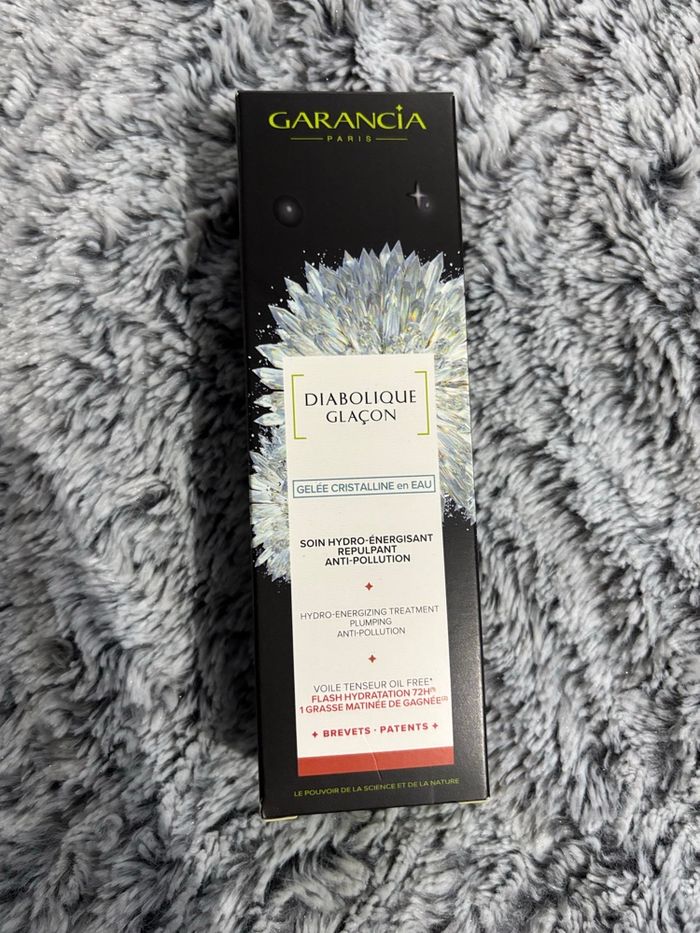 GARANCIA
PARIS
DIABOLIQUE
GLAÇON
GELÉE CRISTALLINE en EAU
SOIN HYDRO-ÉNERGISANT
REPULPANT
ANTI-POLLUTION
HYDRO-ENERGIZING TREATMENT
PLUMPING
ANTI-POLLUTION
VOILE TENSEUR OIL FREE*
FLASH HYDRATATION 72H⁽¹⁾
1 GRASSE MATINÉE DE GAGNÉE⁽²⁾
+ BREVETS · PATENTS +
LE POUVOIR DE LA SCIENCE ET DE LA NATURE